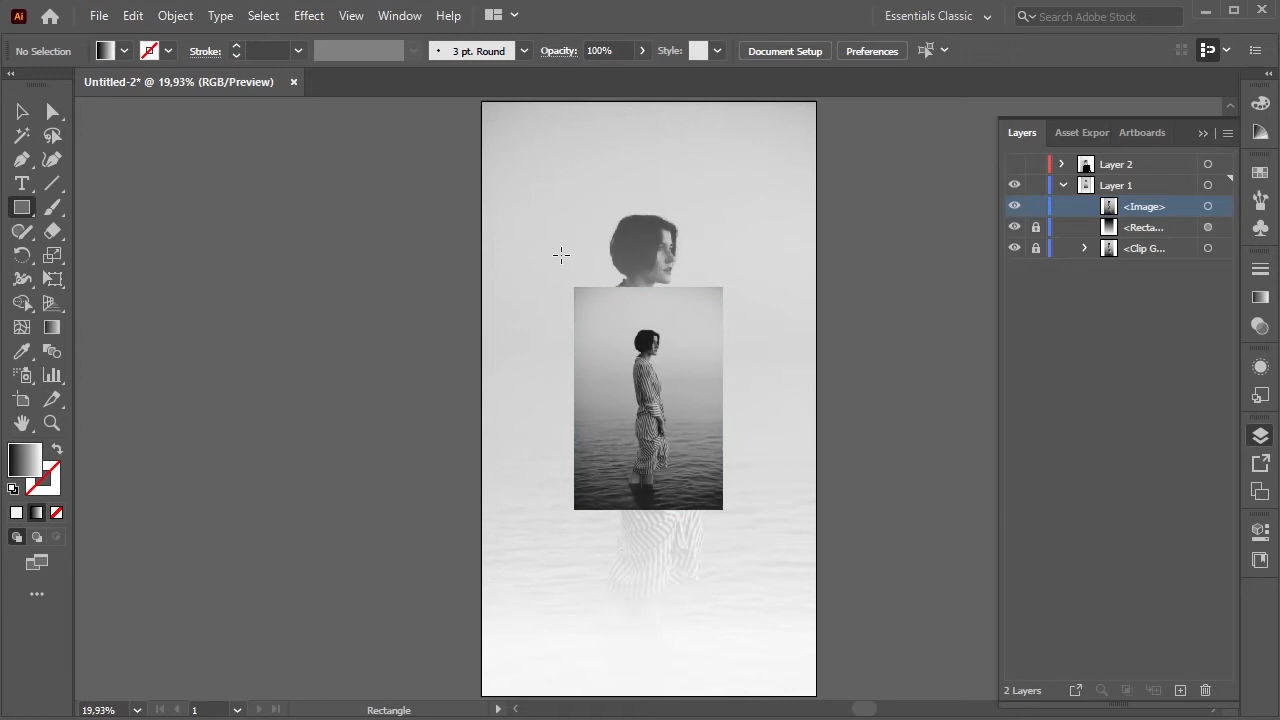 Ai File Edit Object Type Select Effect View Window Help Essentials Classic Search Adobe Stock
No Selection Stroke: 3 pt. Round Opacity: 100% Style: Document Setup Preferences
Untitled-2* @ 19,93% (RGB/Preview)
Layers Asset Expor Artboards
Layer 2
Layer 1
<Image>
<Recta...
<Clip G...
2 Layers
19,93% 1 Rectangle